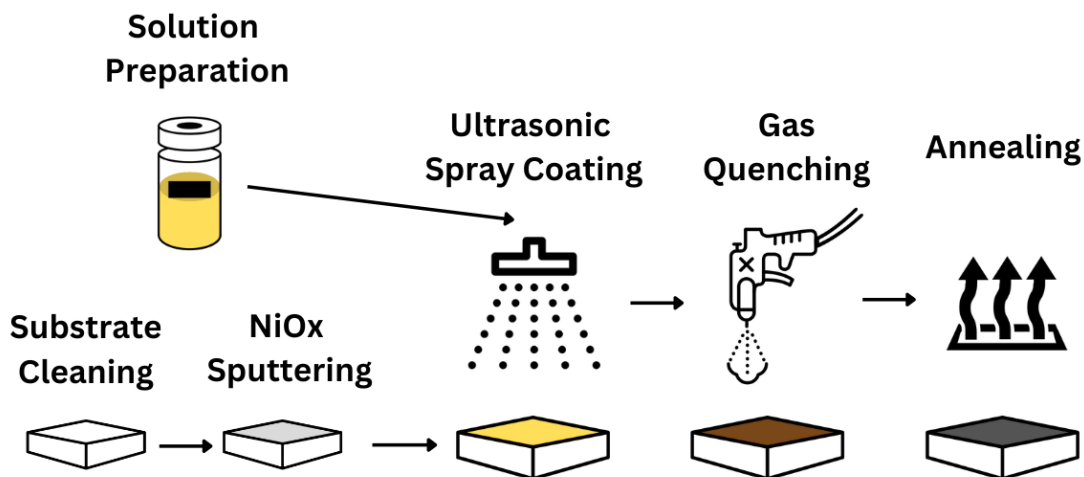 Solution
Preparation
Ultrasonic
Spray Coating
Gas
Quenching
Annealing
Substrate
Cleaning
NiOx
Sputtering